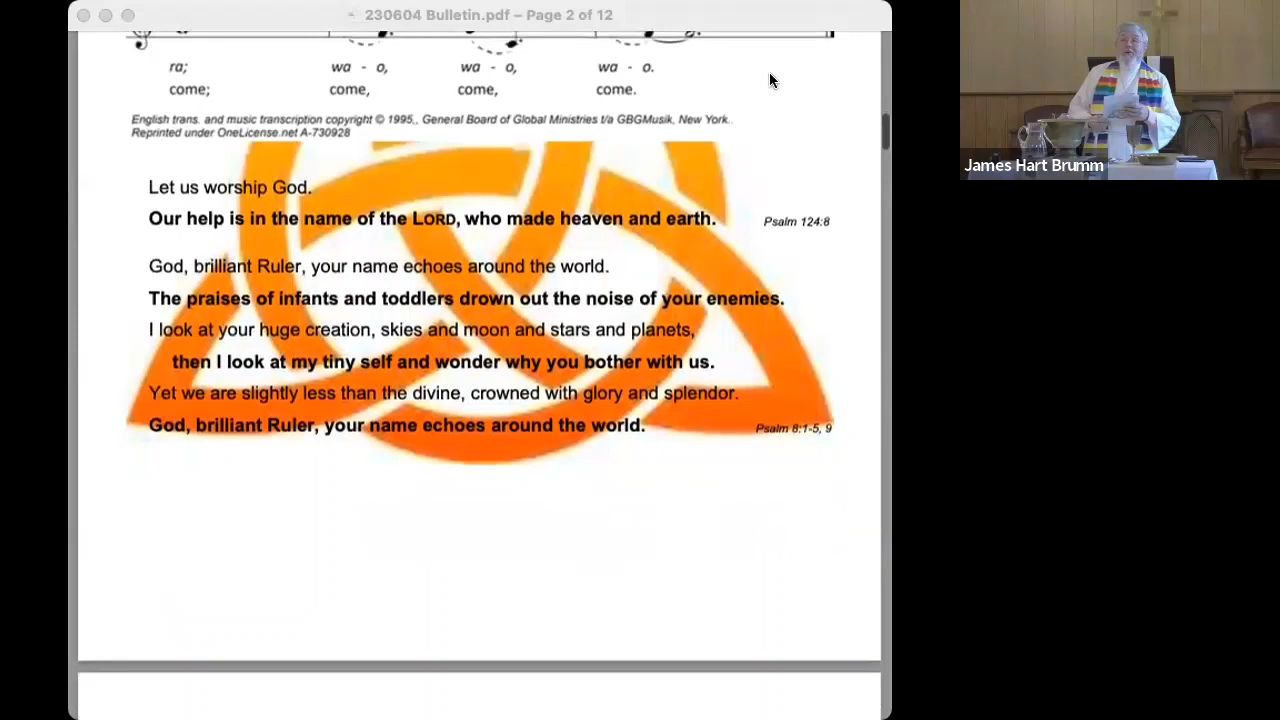 230604 Bulletin.pdf – Page 2 of 12
ra; wa - o, wa - o, wa - o.
come; come, come, come.
English trans. and music transcription copyright © 1995,, General Board of Global Ministries t/a GBGMusik, New York..
Reprinted under OneLicense.net A-730928
Let us worship God.
Our help is in the name of the LORD, who made heaven and earth. Psalm 124:8
God, brilliant Ruler, your name echoes around the world.
The praises of infants and toddlers drown out the noise of your enemies.
I look at your huge creation, skies and moon and stars and planets,
then I look at my tiny self and wonder why you bother with us.
Yet we are slightly less than the divine, crowned with glory and splendor.
God, brilliant Ruler, your name echoes around the world. Psalm 8:1-5, 9
James Hart Brumm